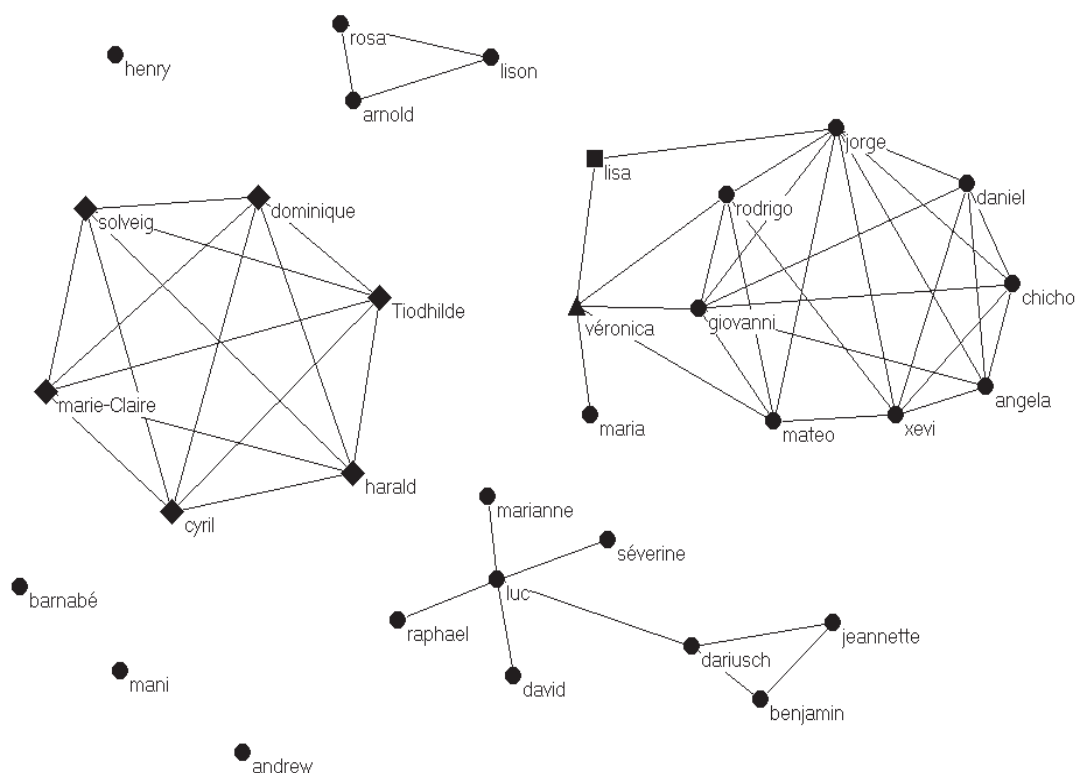 rosa
henry
lison
arnold
jorge
lisa
daniel
rodrigo
dominique
solveig
chicho
Tiodhilde
giovanni
véronica
angela
marie-Claire
maria
mateo
xevi
harald
marianne
cyril
séverine
luc
barnabé
raphael
jeannette
dariusch
mani
david
benjamin
andrew